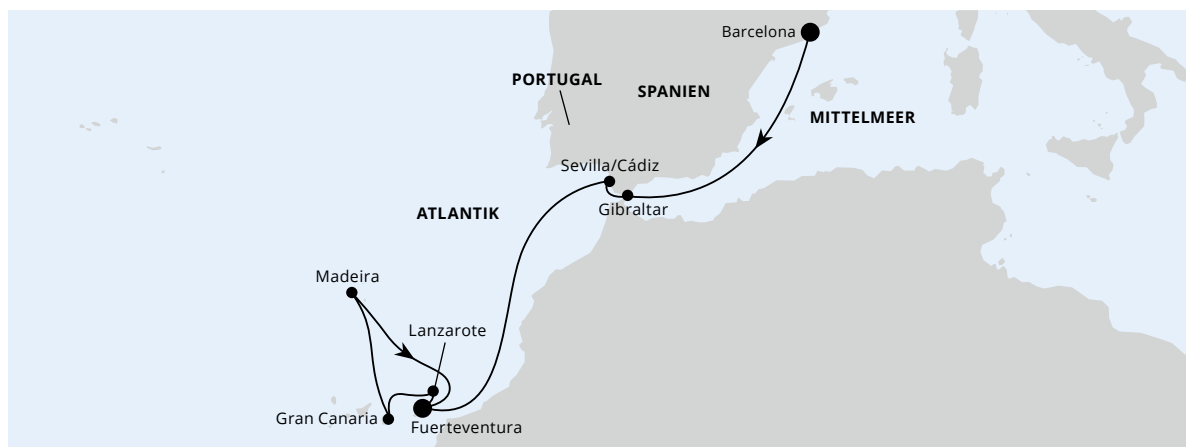 Barcelona
PORTUGAL
SPANIEN
MITTELMEER
Sevilla/Cádiz
Gibraltar
ATLANTIK
Madeira
Lanzarote
Gran Canaria
Fuerteventura